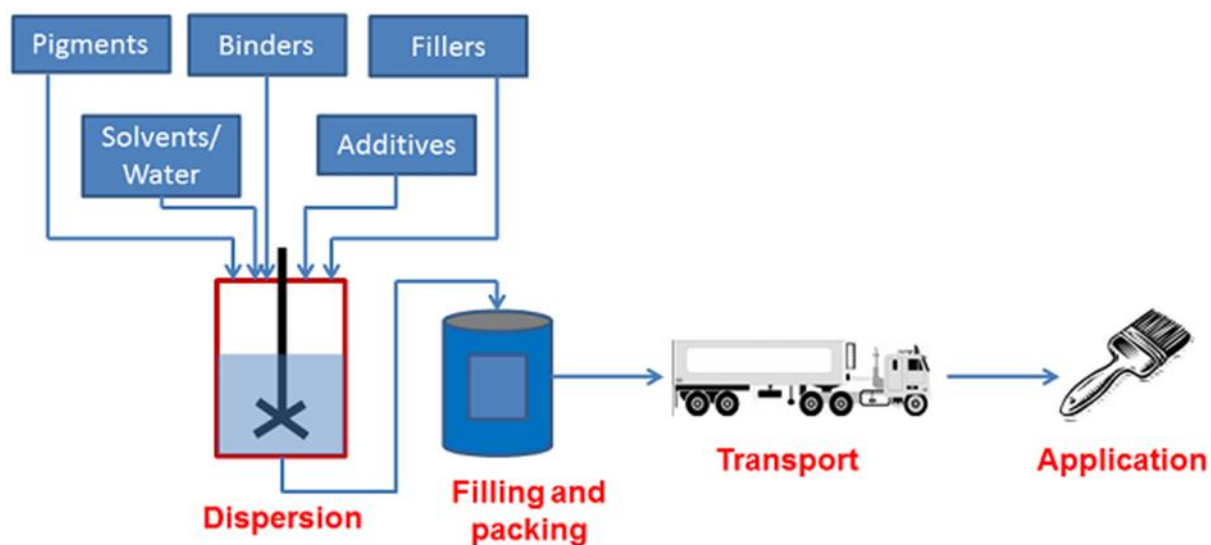 Pigments
Binders
Fillers
Solvents/
Water
Additives
Dispersion
Filling and
packing
Transport
Application